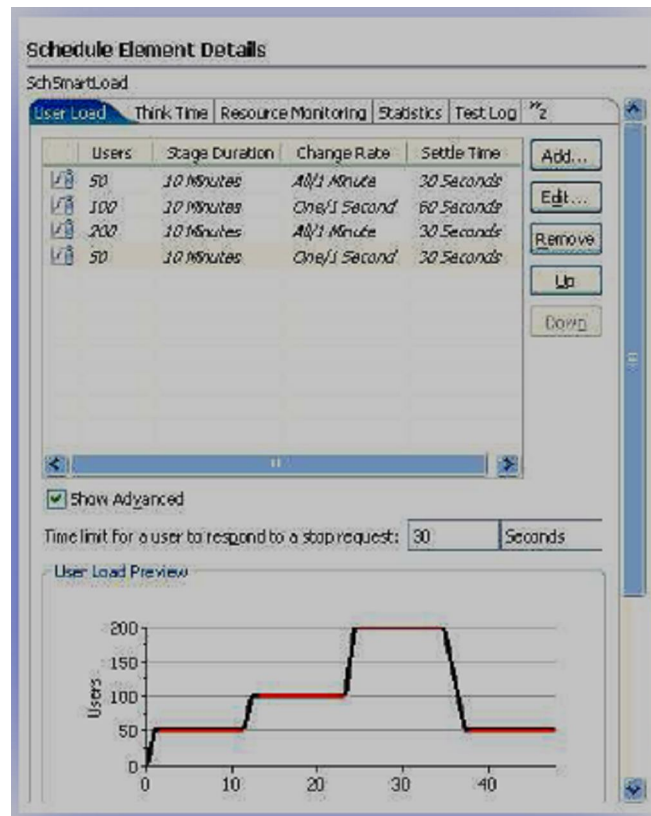 Schedule Element Details
SchSmartLoad
User Load Think Time Resource Monitoring Statistics Test Log "2
Users Stage Duration Change Rate Settle Time
50 10 Minutes All/1 Minute 30 Seconds
100 10 Minutes One/1 Second 60 Seconds
200 10 Minutes All/1 Minute 30 Seconds
50 10 Minutes One/1 Second 30 Seconds
Add...
Edit...
Remove
Up
Down
Show Advanced
Time limit for a user to respond to a stop request: 30 Seconds
User Load Preview
Users
200
150
100
50
0
0 10 20 30 40